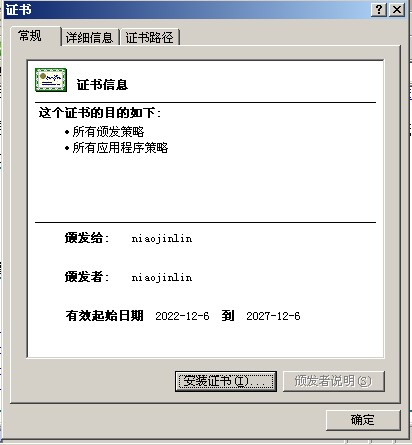 证书
常规
详细信息
证书路径
证书信息
这个证书的目的如下:
•所有颁发策略
•所有应用程序策略
颁发给: niaojinlin
颁发者: niaojinlin
有效起始日期 2022-12-6 到 2027-12-6
安装证书(I)...
颁发者说明(S)
确定